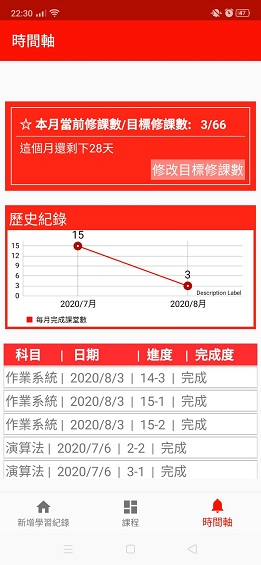 22:30 47
時間軸
☆ 本月當前修課數/目標修課數: 3/66
這個月還剩下28天
修改目標修課數
歷史紀錄
15
15
12
9
6
3
3
0
2020/7月 2020/8月
Description Label
每月完成課堂數
科目 | 日期 | 進度 | 完成度
作業系統 | 2020/8/3 | 14-3 | 完成
作業系統 | 2020/8/3 | 15-1 | 完成
作業系統 | 2020/8/3 | 15-2 | 完成
演算法 | 2020/7/6 | 2-2 | 完成
演算法 | 2020/7/6 | 3-1 | 完成
新增學習紀錄 課程 時間軸